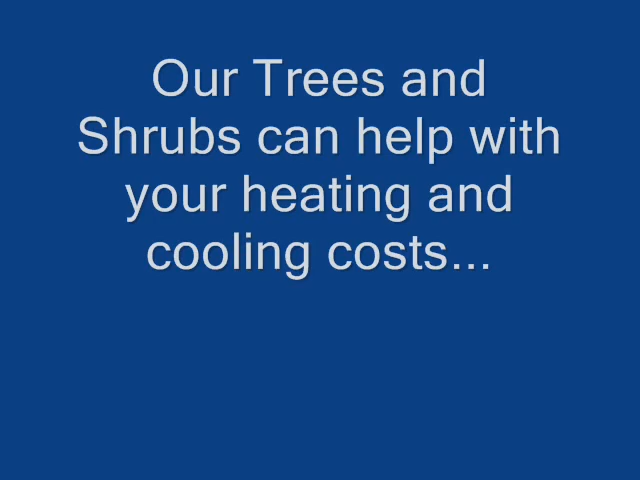 Our Trees and
Shrubs can help with
your heating and
cooling costs...